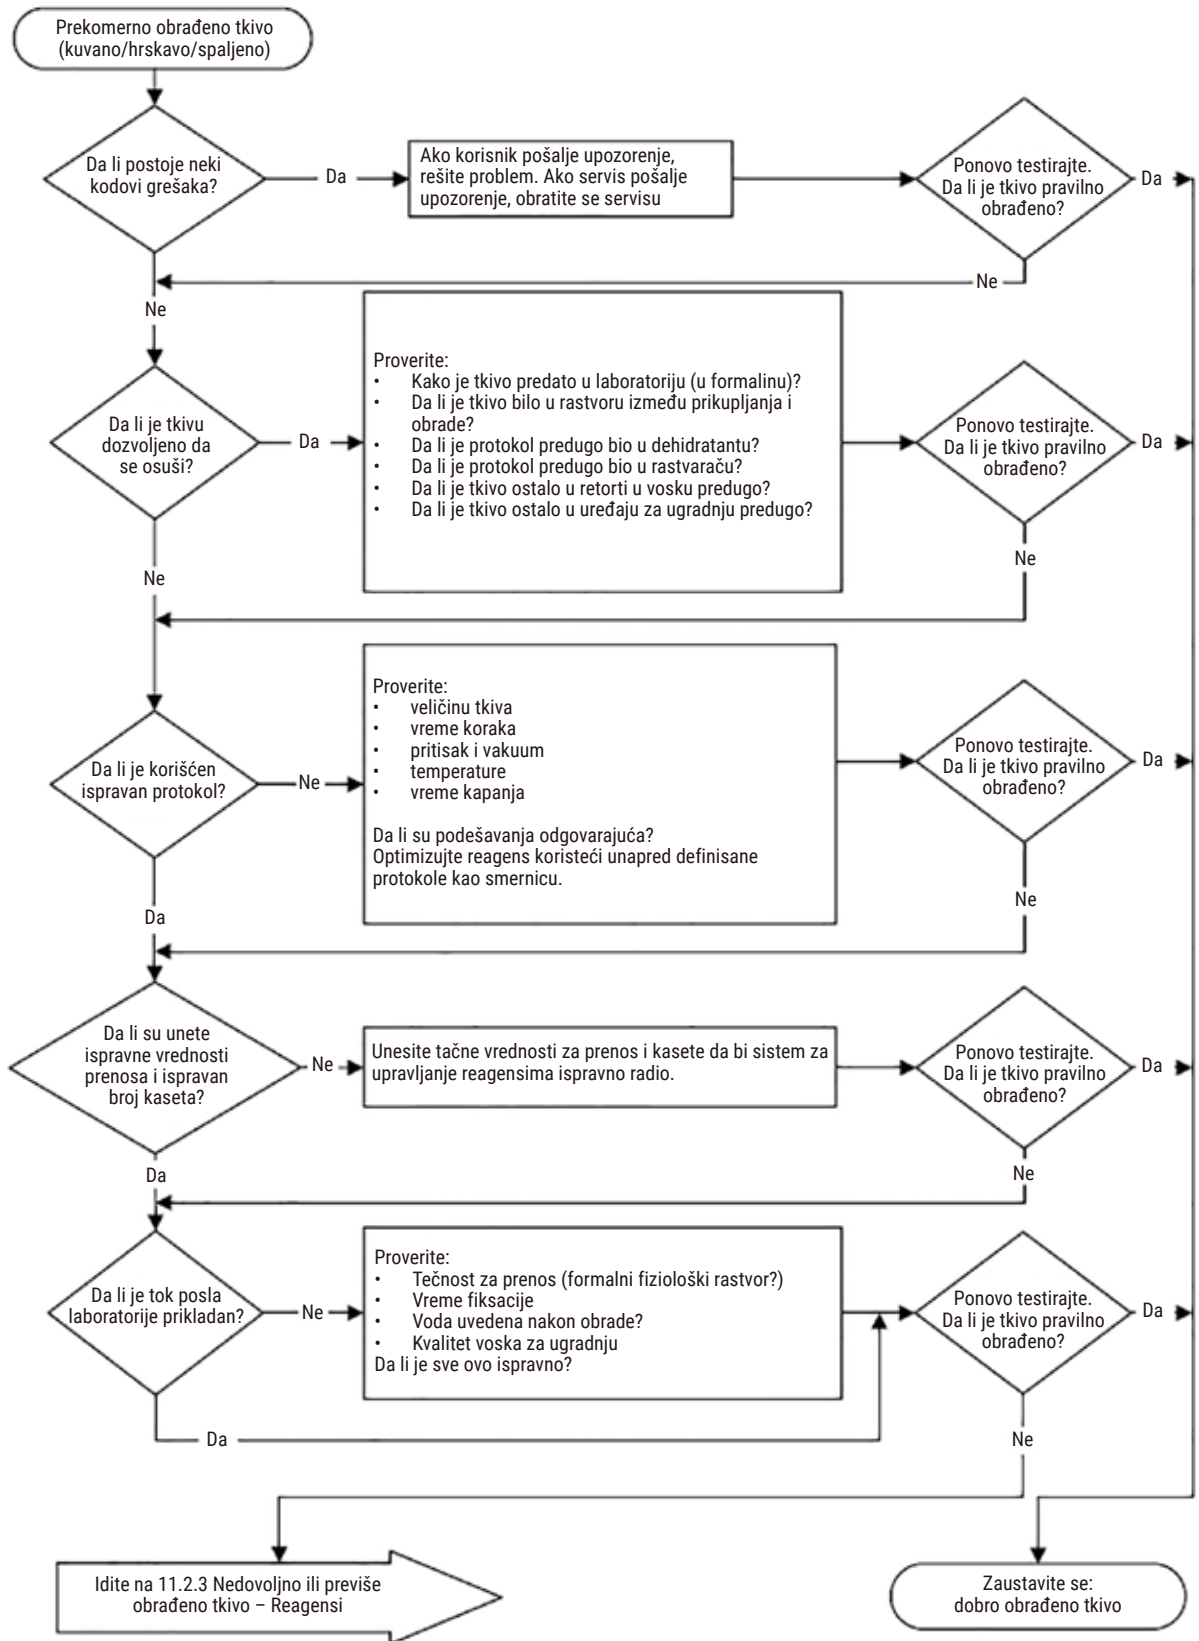 Prekomerno obrađeno tkivo
(kuvano/hrskavo/spaljeno)
Da li postoje neki
kodovi grešaka?
Da
Ako korisnik pošalje upozorenje,
rešite problem. Ako servis pošalje
upozorenje, obratite se servisu
Ponovo testirajte.
Da li je tkivo pravilno
obrađeno?
Da
Ne
Ne
Da li je tkivu
dozvoljeno da
se osuši?
Da
Proverite:
• Kako je tkivo predato u laboratoriju (u formalinu)?
• Da li je tkivo bilo u rastvoru između prikupljanja i
obrade?
• Da li je protokol predugo bio u dehidratantu?
• Da li je protokol predugo bio u rastvaraču?
• Da li je tkivo ostalo u retorti u vosku predugo?
• Da li je tkivo ostalo u uređaju za ugradnju predugo?
Ponovo testirajte.
Da li je tkivo pravilno
obrađeno?
Da
Ne
Ne
Da li je korišćen
ispravan protokol?
Ne
Proverite:
• veličinu tkiva
• vreme koraka
• pritisak i vakuum
• temperature
• vreme kapanja
Da li su podešavanja odgovarajuća?
Optimizujte reagens koristeći unapred definisane
protokole kao smernicu.
Ponovo testirajte.
Da li je tkivo pravilno
obrađeno?
Da
Ne
Da
Da li su unete
ispravne vrednosti
prenosa i ispravan
broj kaseta?
Ne
Unesite tačne vrednosti za prenos i kasete da bi sistem za
upravljanje reagensima ispravno radio.
Ponovo testirajte.
Da li je tkivo pravilno
obrađeno?
Da
Ne
Da
Da li je tok posla
laboratorije prikladan?
Ne
Proverite:
• Tečnost za prenos (formalni fiziološki rastvor?)
• Vreme fiksacije
• Voda uvedena nakon obrade?
• Kvalitet voska za ugradnju
Da li je sve ovo ispravno?
Ponovo testirajte.
Da li je tkivo pravilno
obrađeno?
Da
Da
Ne
Idite na 11.2.3 Nedovoljno ili previše
obrađeno tkivo – Reagensi
Zaustavite se:
dobro obrađeno tkivo